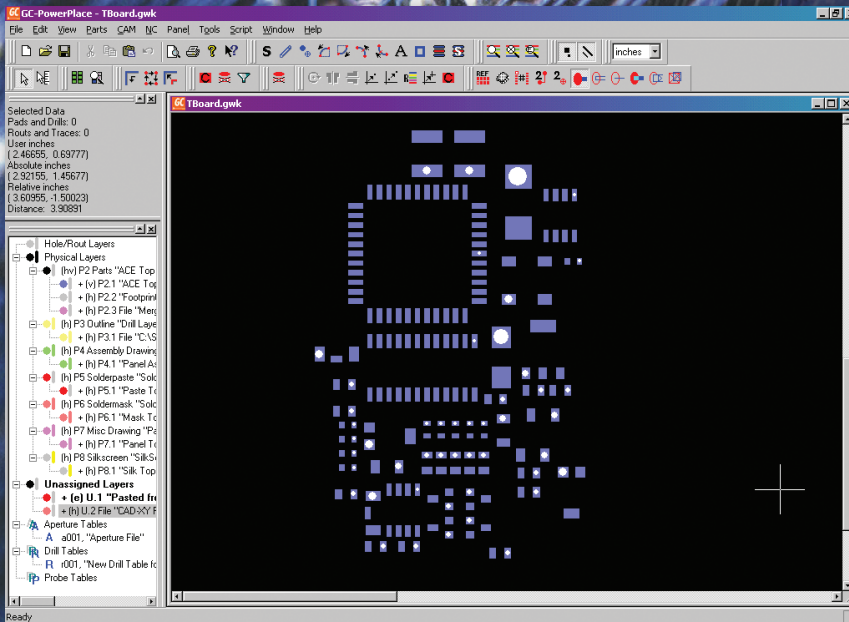 GC-PowerPlace - TBoard.gwk
File Edit View Parts CAM NC Panel Tools Script Window Help
inches
REF
TBoard.gwk
Selected Data
Pads and Drills: 0
Routs and Traces: 0
User inches
( 2.46655, 0.69777)
Absolute inches
( 2.92155, 1.45677)
Relative inches
( 3.60955, -1.50023)
Distance: 3.90891
Hole/Rout Layers
Physical Layers
(hv) P2 Parts "ACE Top
+ (v) P2.1 "ACE Top
+ (h) P2.2 "Footprint
+ (h) P2.3 File "Merg
(h) P3 Outline "Drill Laye
+ (h) P3.1 File "C:\S
(h) P4 Assembly Drawing
+ (h) P4.1 "Panel As
(h) P5 Solderpaste "Sold
+ (h) P5.1 "Paste To
(h) P6 Soldermask "Sold
+ (h) P6.1 "Mask To
(h) P7 Misc Drawing "Pa
+ (h) P7.1 "Panel To
(h) P8 Silkscreen "SilkS
+ (h) P8.1 "Silk Top
Unassigned Layers
+ (e) U.1 "Pasted fro
+ (h) U.2 File "CAD-XY F
Aperture Tables
A a001, "Aperture File"
Drill Tables
R r001, "New Drill Table fo
Probe Tables
Ready